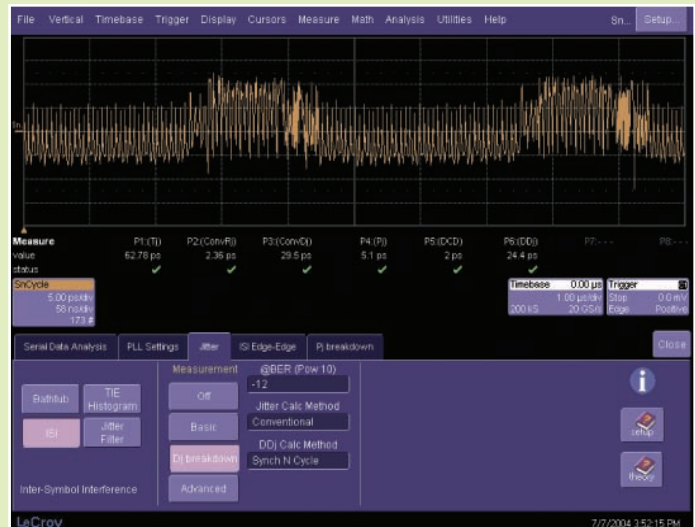 File Vertical Timebase Trigger Display Cursors Measure Math Analysis Utilities Help Sn... Setup...
Sn
Measure P1:(Tj) P2:(ConvRj) P3:(ConvDj) P4:(Pj) P5:(DCD) P6:(DDj) P7:- - - P8:- - -
value 62.78 ps 2.36 ps 29.5 ps 5.1 ps 2 ps 24.4 ps
status
SnCycle Timebase 0.00 µs Trigger
5.00 ps/div 1.00 µs/div Stop 0.0 mV
58 ns/div 200 kS 20 GS/s Edge Positive
173 #
Serial Data Analysis PLL Settings Jitter ISI Edge-Edge Pj breakdown Close
Measurement @BER (Pow 10)
Bathtub TIE Histogram Off -12
Jitter Calc Method
ISI Jitter Filter Basic Conventional
DDj Calc Method
Dj breakdown Synch N Cycle
setup
Inter-Symbol Interference Advanced
theory
LeCroy 7/7/2004 3:52:15 PM